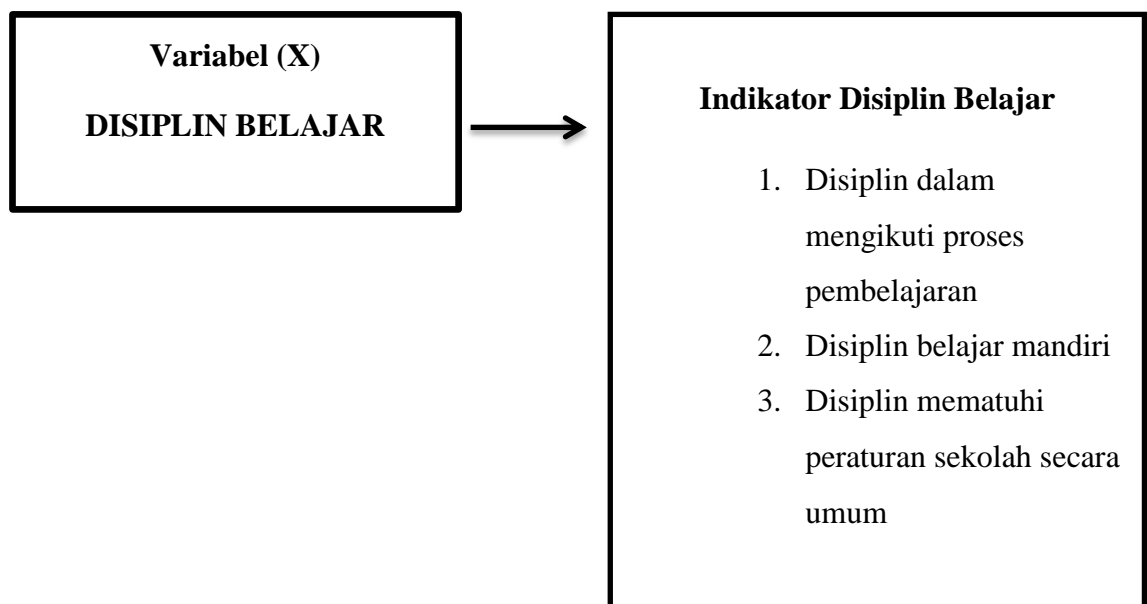 Variabel (X)
DISIPLIN BELAJAR
Indikator Disiplin Belajar
1. Disiplin dalam
mengikuti proses
pembelajaran
2. Disiplin belajar mandiri
3. Disiplin mematuhi
peraturan sekolah secara
umum